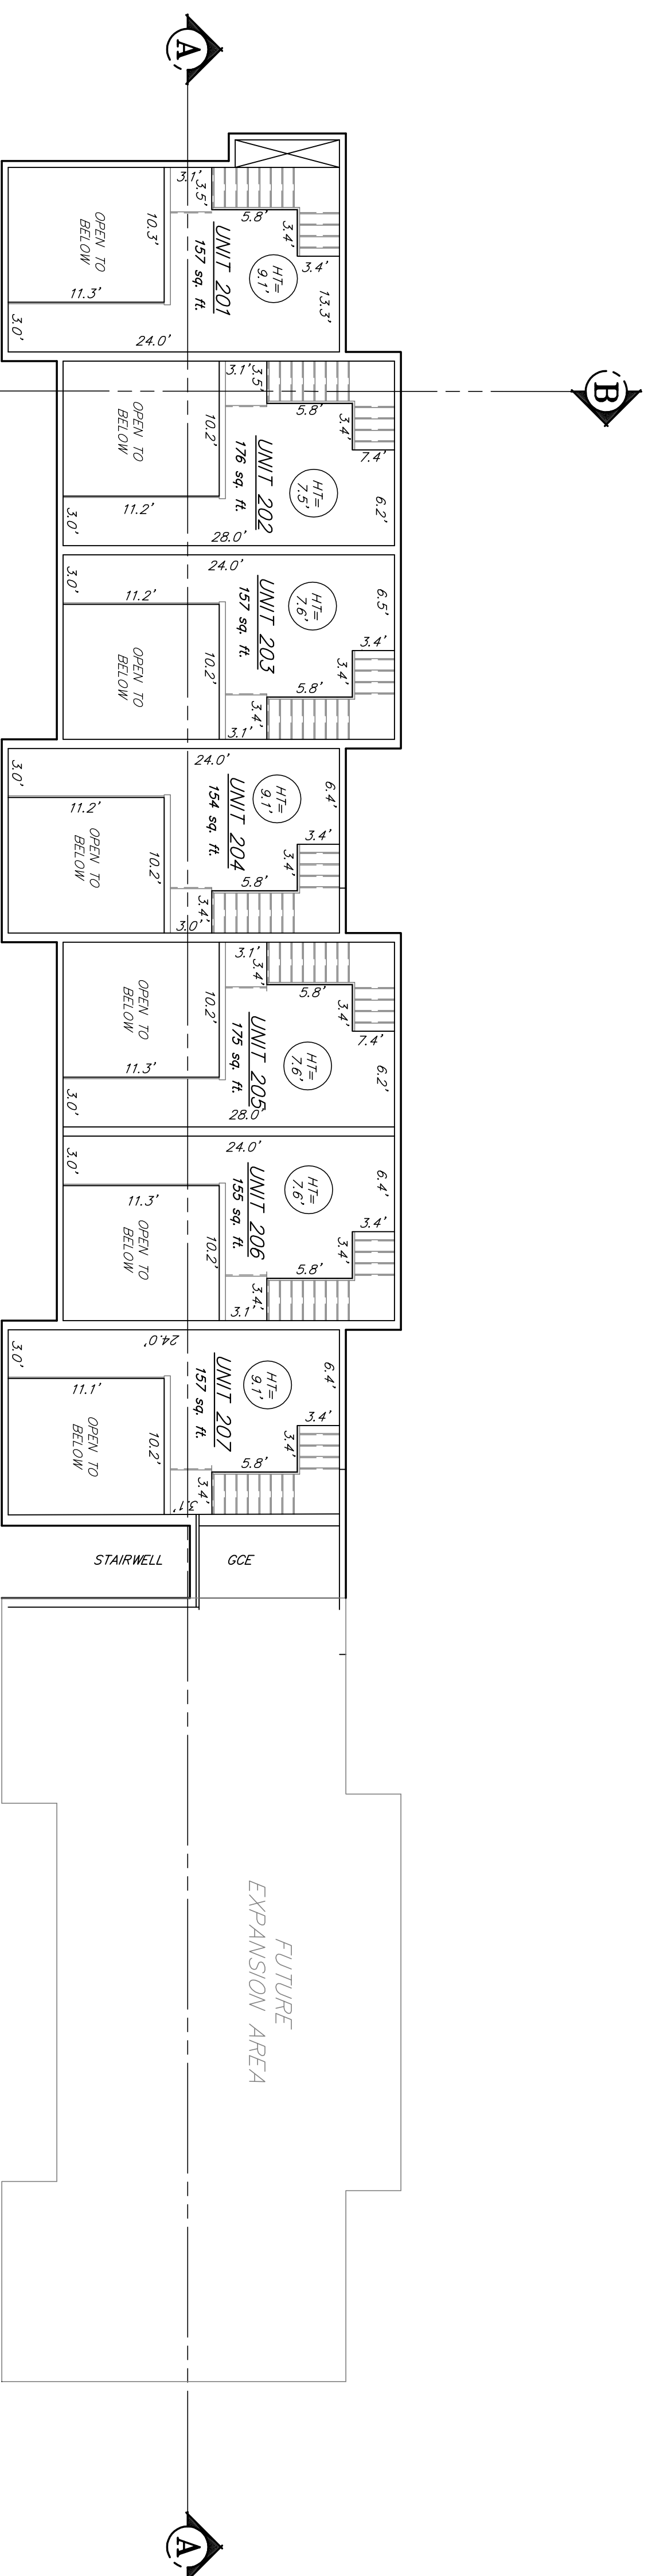 A
B
3.1'
3.5'
5.8'
3.4'
3.4'
13.3'
HT=
9.1'
UNIT 201
157 sq. ft.
10.3'
OPEN TO
BELOW
11.3'
3.0'
24.0'
3.1'
3.5'
5.8'
3.4'
7.4'
6.2'
HT=
7.5'
UNIT 202
176 sq. ft.
10.2'
OPEN TO
BELOW
11.2'
3.0'
28.0'
24.0'
3.0'
11.2'
6.5'
HT=
7.6'
UNIT 203
157 sq. ft.
3.4'
3.4'
5.8'
3.4'
3.1'
10.2'
OPEN TO
BELOW
24.0'
3.0'
11.2'
6.4'
HT=
9.1'
UNIT 204
154 sq. ft.
3.4'
3.4'
5.8'
3.4'
3.0'
10.2'
OPEN TO
BELOW
3.1'
3.4'
5.8'
3.4'
7.4'
6.2'
HT=
7.6'
UNIT 205
175 sq. ft.
10.2'
OPEN TO
BELOW
11.3'
3.0'
28.0'
24.0'
3.0'
11.3'
6.4'
HT=
7.6'
UNIT 206
155 sq. ft.
3.4'
3.4'
5.8'
3.4'
3.1'
10.2'
OPEN TO
BELOW
24.0'
3.0'
11.1'
6.4'
HT=
9.1'
UNIT 207
157 sq. ft.
3.4'
3.4'
5.8'
3.4'
3.1'
10.2'
OPEN TO
BELOW
STAIRWELL
GCE
FUTURE
EXPANSION AREA
A